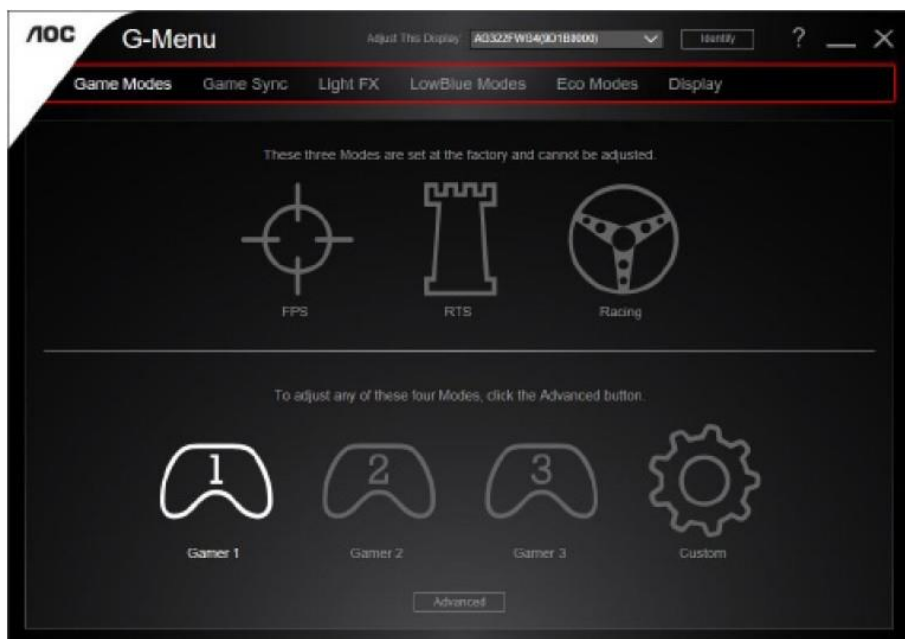 AOC G-Menu Adjust This Display: AG322FWG4(9D1B0000) Identify ?
Game Modes Game Sync Light FX LowBlue Modes Eco Modes Display
These three Modes are set at the factory and cannot be adjusted.
FPS RTS Racing
To adjust any of these four Modes, click the Advanced button.
1 2 3
Gamer 1 Gamer 2 Gamer 3 Custom
Advanced